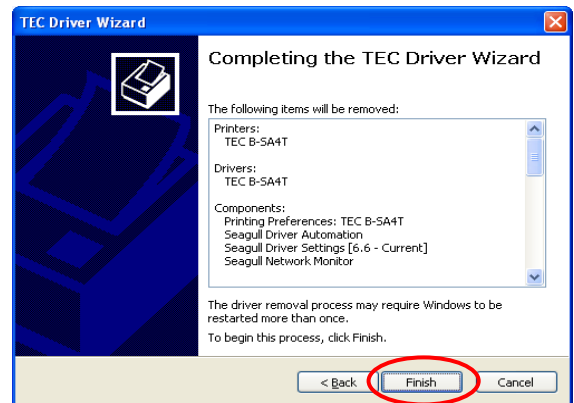 TEC Driver Wizard
Completing the TEC Driver Wizard
The following items will be removed:
Printers:
TEC B-SA4T
Drivers:
TEC B-SA4T
Components:
Printing Preferences: TEC B-SA4T
Seagull Driver Automation
Seagull Driver Settings [6.6 - Current]
Seagull Network Monitor
The driver removal process may require Windows to be
restarted more than once.
To begin this process, click Finish.
< Back Finish Cancel